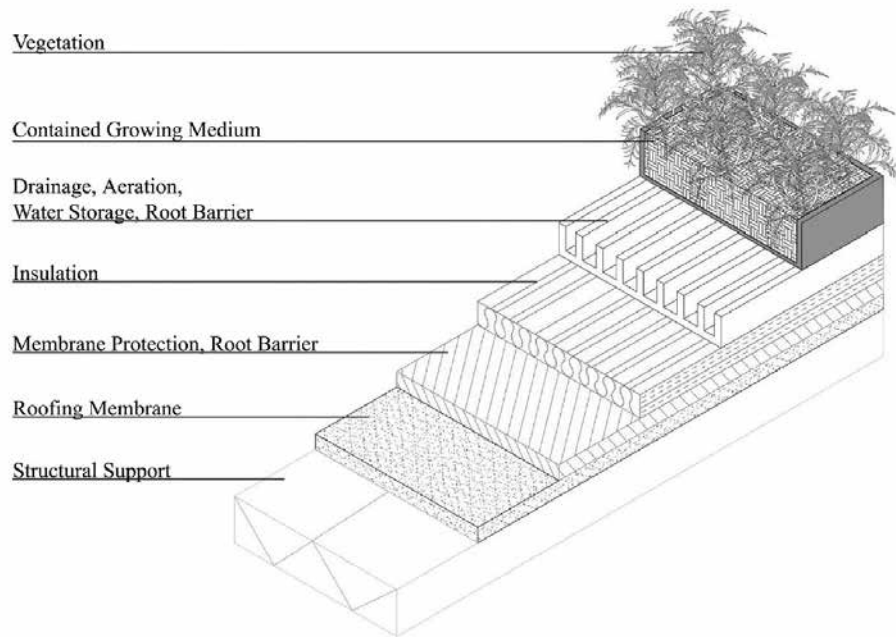 Vegetation
Contained Growing Medium
Drainage, Aeration,
Water Storage, Root Barrier
Insulation
Membrane Protection, Root Barrier
Roofing Membrane
Structural Support